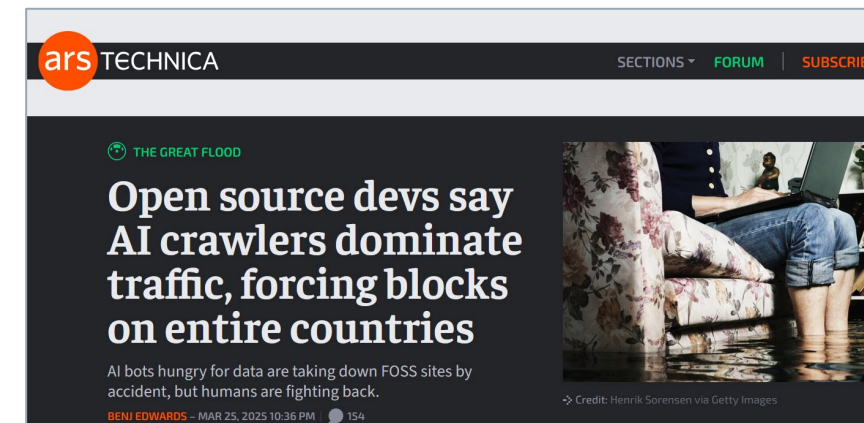 ars TECHNICA
SECTIONS FORUM SUBSCRIBE
THE GREAT FLOOD
Open source devs say
AI crawlers dominate
traffic, forcing blocks
on entire countries
AI bots hungry for data are taking down FOSS sites by
accident, but humans are fighting back.
BENJ EDWARDS – MAR 25, 2025 10:36 PM | 154
Credit: Henrik Sorensen via Getty Images